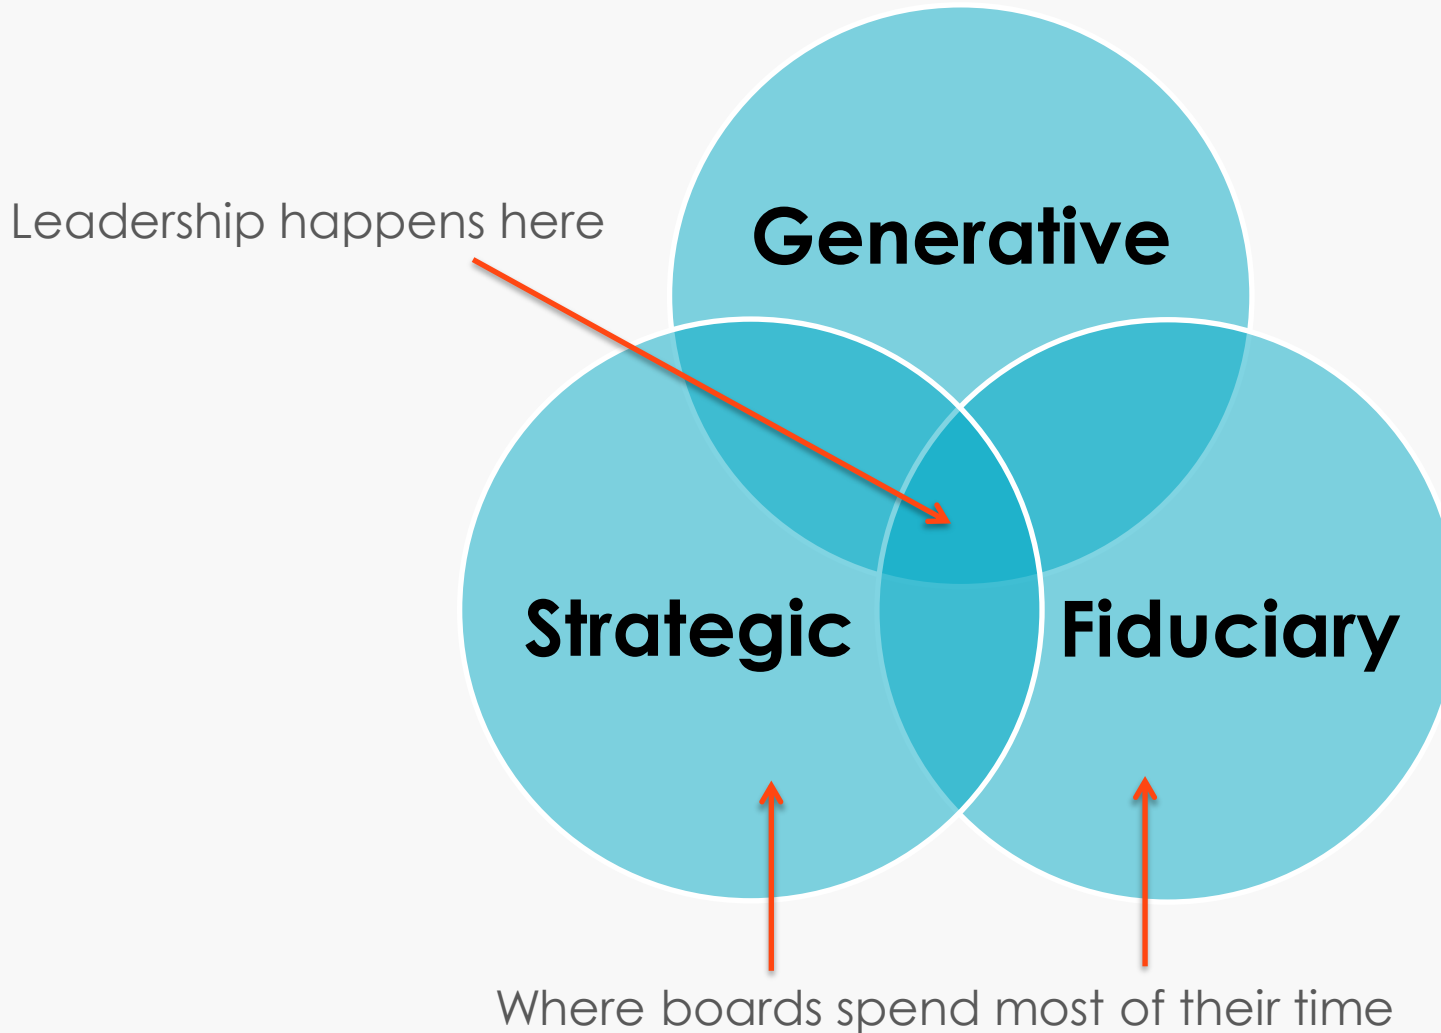 Leadership happens here
Generative
Strategic
Fiduciary
Where boards spend most of their time